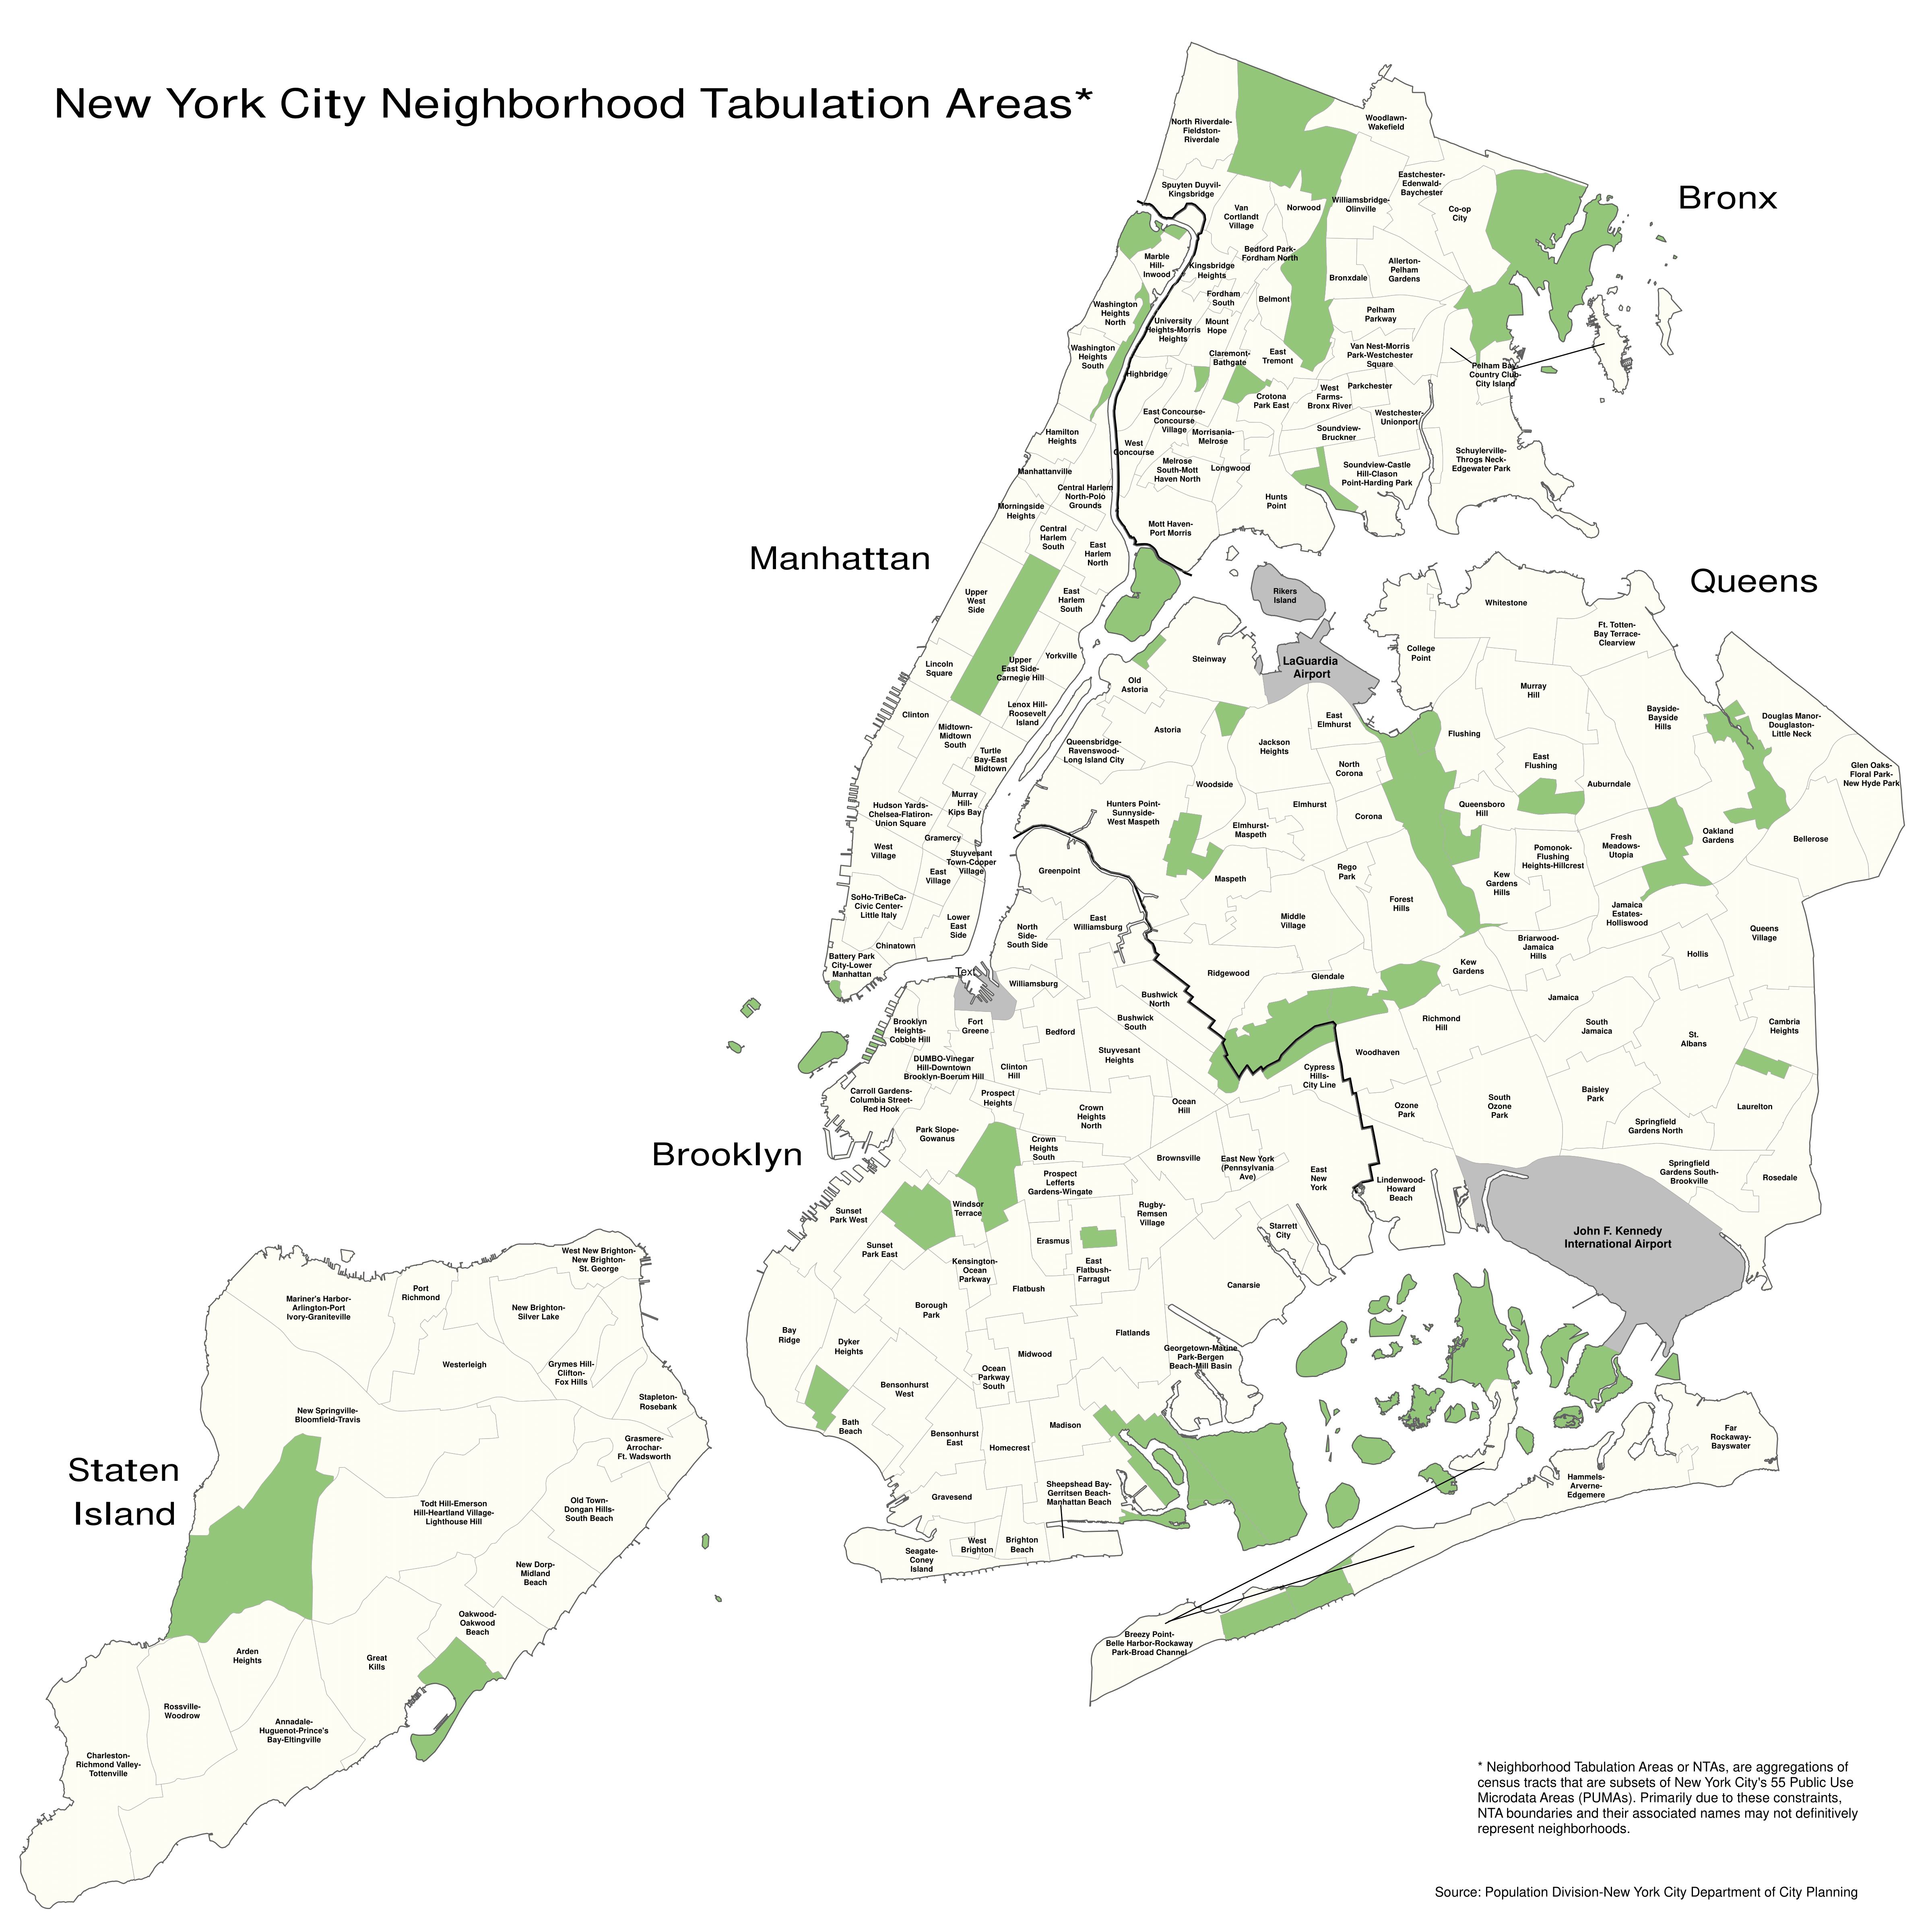 New York City Neighborhood Tabulation Areas*
Bronx
Manhattan
Queens
Brooklyn
Staten
Island
North Riverdale-
Fieldston-
Riverdale
Woodlawn-
Wakefield
Spuyten Duyvil-
Kingsbridge
Van
Cortlandt
Village
Norwood
Williamsbridge-
Olinville
Eastchester-
Edenwald-
Baychester
Co-op
City
Bedford Park-
Fordham North
Kingsbridge
Heights
Bronxdale
Allerton-
Pelham
Gardens
Fordham
South
Belmont
Pelham
Parkway
University
Heights-Morris
Heights
Mount
Hope
Claremont-
Bathgate
East
Tremont
Van Nest-Morris
Park-Westchester
Square
Pelham Bay-
Country Club-
City Island
Highbridge
Crotona
Park East
West
Farms-
Bronx River
Parkchester
Westchester-
Unionport
East Concourse-
Concourse
Village
West
Concourse
Morrisania-
Melrose
Soundview-
Bruckner
Melrose
South-Mott
Haven North
Longwood
Soundview-Castle
Hill-Clason
Point-Harding Park
Schuylerville-
Throgs Neck-
Edgewater Park
Hunts
Point
Mott Haven-
Port Morris
Rikers
Island
Marble
Hill-
Inwood
Washington
Heights
North
Washington
Heights
South
Hamilton
Heights
Manhattanville
Central Harlem
North-Polo
Grounds
Morningside
Heights
Central
Harlem
South
East
Harlem
North
East
Harlem
South
Upper
West
Side
Yorkville
Upper
East Side-
Carnegie Hill
Lincoln
Square
Lenox Hill-
Roosevelt
Island
Clinton
Midtown-
Midtown
South
Turtle
Bay-East
Midtown
Murray
Hill-
Kips Bay
Hudson Yards-
Chelsea-Flatiron-
Union Square
Gramercy
West
Village
Stuyvesant
Town-Cooper
Village
East
Village
SoHo-TriBeCa-
Civic Center-
Little Italy
Lower
East
Side
Chinatown
Battery Park
City-Lower
Manhattan
Text
LaGuardia
Airport
Steinway
Old
Astoria
Astoria
Queensbridge-
Ravenswood-
Long Island City
Jackson
Heights
East
Elmhurst
North
Corona
Woodside
Hunters Point-
Sunnyside-
West Maspeth
Elmhurst
Corona
Elmhurst-
Maspeth
Maspeth
Rego
Park
Forest
Hills
Middle
Village
Ridgewood
Glendale
College
Point
Whitestone
Ft. Totten-
Bay Terrace-
Clearview
Murray
Hill
Bayside-
Bayside
Hills
Douglas Manor-
Douglaston-
Little Neck
Glen Oaks-
Floral Park-
New Hyde Park
Flushing
East
Flushing
Auburndale
Queensboro
Hill
Pomonok-
Flushing
Heights-Hillcrest
Fresh
Meadows-
Utopia
Oakland
Gardens
Bellerose
Kew
Gardens
Hills
Jamaica
Estates-
Holliswood
Briarwood-
Jamaica
Hills
Hollis
Queens
Village
Kew
Gardens
Jamaica
Richmond
Hill
South
Jamaica
St.
Albans
Cambria
Heights
Woodhaven
Ozone
Park
South
Ozone
Park
Baisley
Park
Springfield
Gardens North
Laurelton
Springfield
Gardens South-
Brookville
Rosedale
Lindenwood-
Howard
Beach
John F. Kennedy
International Airport
Far
Rockaway-
Bayswater
Hammels-
Arverne-
Edgemere
Breezy Point-
Belle Harbor-Rockaway
Park-Broad Channel
Greenpoint
North
Side-
South Side
East
Williamsburg
Williamsburg
Bushwick
North
Bushwick
South
Brooklyn
Heights-
Cobble Hill
Fort
Greene
Bedford
Stuyvesant
Heights
DUMBO-Vinegar
Hill-Downtown
Brooklyn-Boerum Hill
Clinton
Hill
Cypress
Hills-
City Line
Carroll Gardens-
Columbia Street-
Red Hook
Prospect
Heights
Crown
Heights
North
Ocean
Hill
Park Slope-
Gowanus
Crown
Heights
South
Brownsville
East New York
(Pennsylvania
Ave)
East
New
York
Prospect
Lefferts
Gardens-Wingate
Windsor
Terrace
Sunset
Park West
Rugby-
Remsen
Village
Starrett
City
Sunset
Park East
Erasmus
Kensington-
Ocean
Parkway
East
Flatbush-
Farragut
Flatbush
Canarsie
Borough
Park
Bay
Ridge
Dyker
Heights
Flatlands
Midwood
Georgetown-Marine
Park-Bergen
Beach-Mill Basin
Ocean
Parkway
South
Bensonhurst
West
Bath
Beach
Madison
Bensonhurst
East
Homecrest
Sheepshead Bay-
Gerritsen Beach-
Manhattan Beach
Gravesend
West
Brighton
Brighton
Beach
Seagate-
Coney
Island
West New Brighton-
New Brighton-
St. George
Port
Richmond
Mariner's Harbor-
Arlington-Port
Ivory-Graniteville
New Brighton-
Silver Lake
Westerleigh
Grymes Hill-
Clifton-
Fox Hills
Stapleton-
Rosebank
New Springville-
Bloomfield-Travis
Grasmere-
Arrochar-
Ft. Wadsworth
Todt Hill-Emerson
Hill-Heartland Village-
Lighthouse Hill
Old Town-
Dongan Hills-
South Beach
New Dorp-
Midland
Beach
Oakwood-
Oakwood
Beach
Arden
Heights
Great
Kills
Rossville-
Woodrow
Annadale-
Huguenot-Prince's
Bay-Eltingville
Charleston-
Richmond Valley-
Tottenville
* Neighborhood Tabulation Areas or NTAs, are aggregations of
census tracts that are subsets of New York City's 55 Public Use
Microdata Areas (PUMAs). Primarily due to these constraints,
NTA boundaries and their associated names may not definitively
represent neighborhoods.
Source: Population Division-New York City Department of City Planning